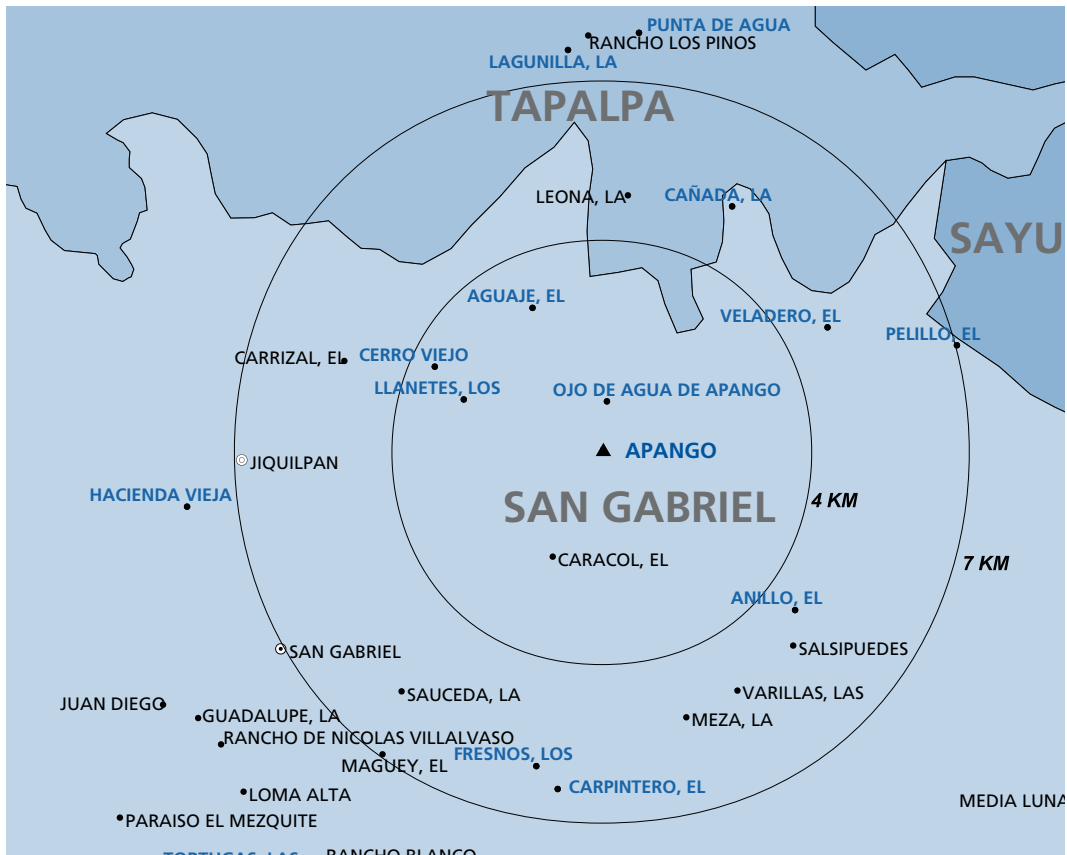 PUNTA DE AGUA
RANCHO LOS PINOS
LAGUNILLA, LA
TAPALPA
LEONA, LA
CAÑADA, LA
SAYU
AGUAJE, EL
VELADERO, EL
PELILLO, EL
CARRIZAL, EL
CERRO VIEJO
LLANETES, LOS
OJO DE AGUA DE APANGO
APANGO
JIQUILPAN
HACIENDA VIEJA
SAN GABRIEL
4 KM
CARACOL, EL
7 KM
ANILLO, EL
SAN GABRIEL
SALSIPUEDES
SAUCEDA, LA
VARILLAS, LAS
JUAN DIEGO
GUADALUPE, LA
MEZA, LA
RANCHO DE NICOLAS VILLALVASO
FRESNOS, LOS
MAGUEY, EL
CARPINTERO, EL
LOMA ALTA
MEDIA LUNA
PARAISO EL MEZQUITE
TORTUGAS, LAS
RANCHO BLANCO